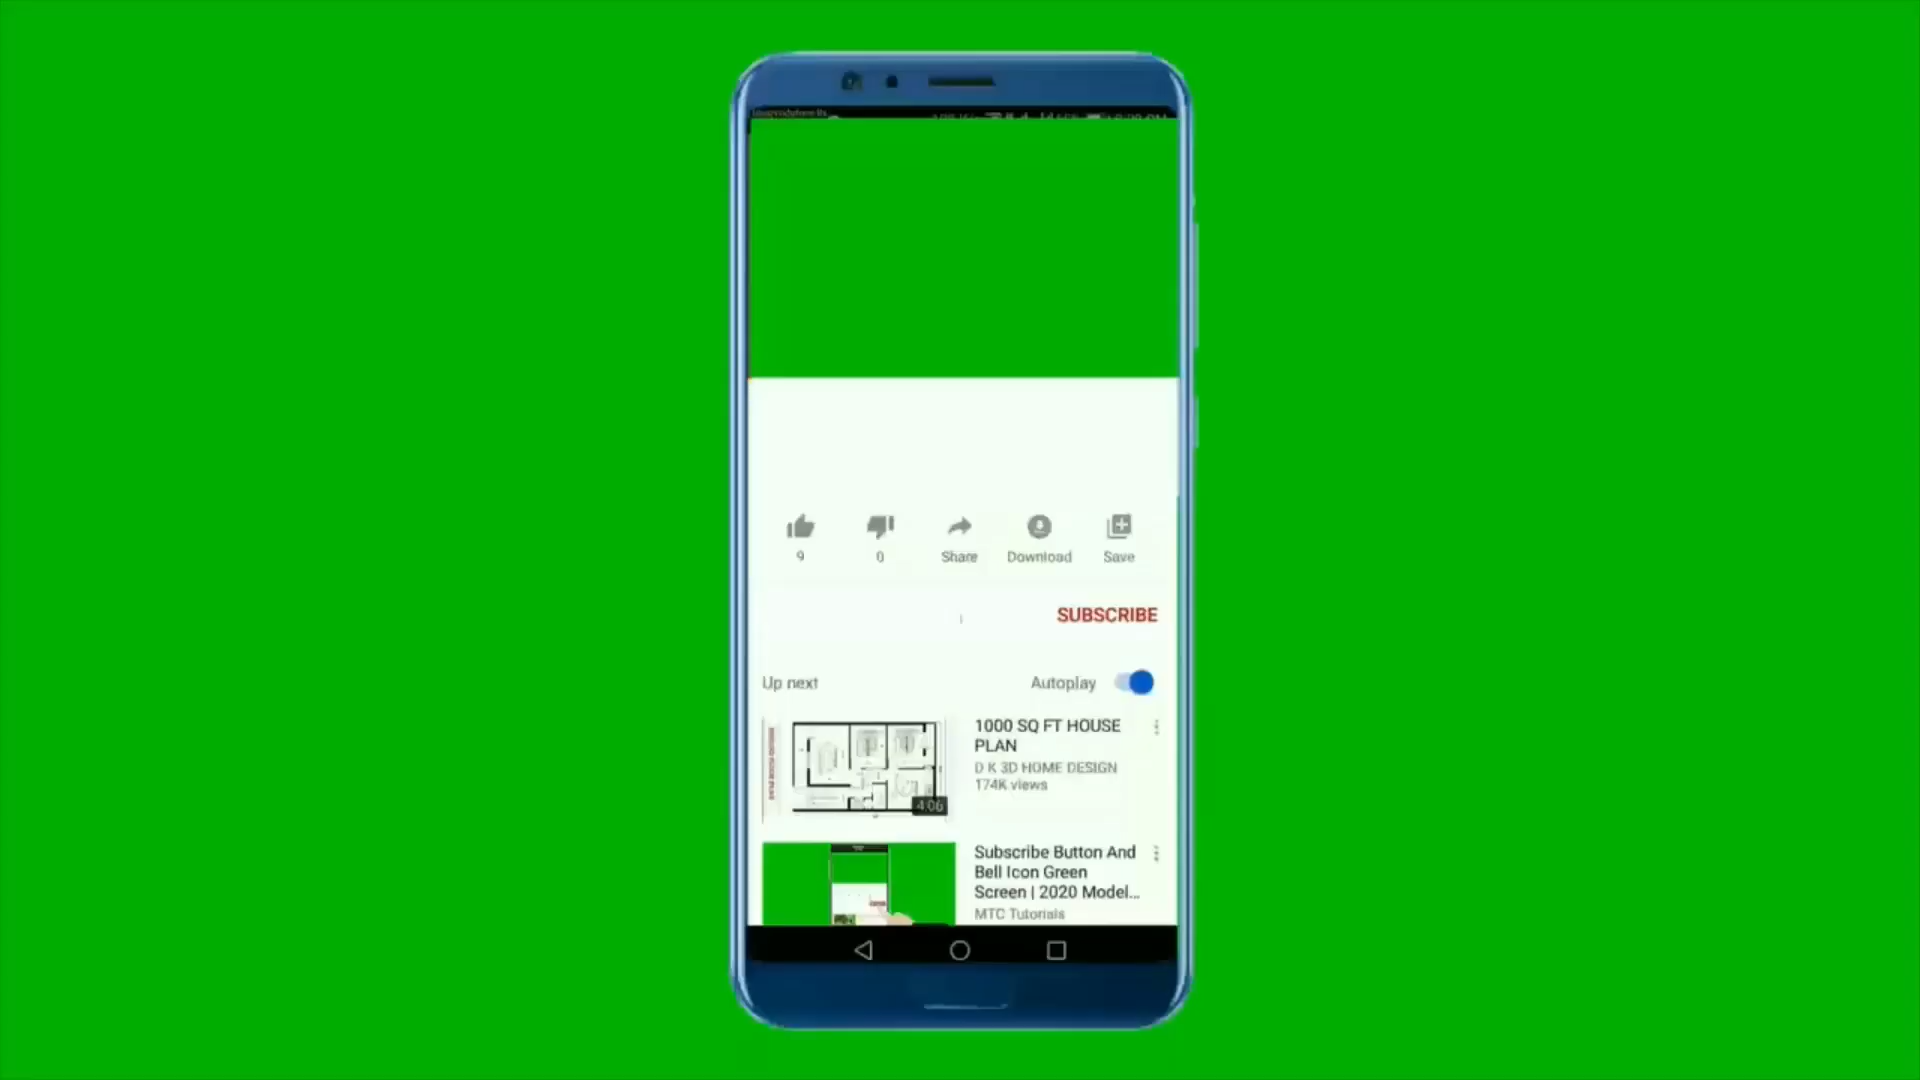 9
0
Share
Download
Save
SUBSCRIBE
Up next
Autoplay
1000 SQ FT HOUSE
PLAN
D K 3D HOME DESIGN
174K views
4:06
Subscribe Button And
Bell Icon Green
Screen | 2020 Model...
MTC Tutorials